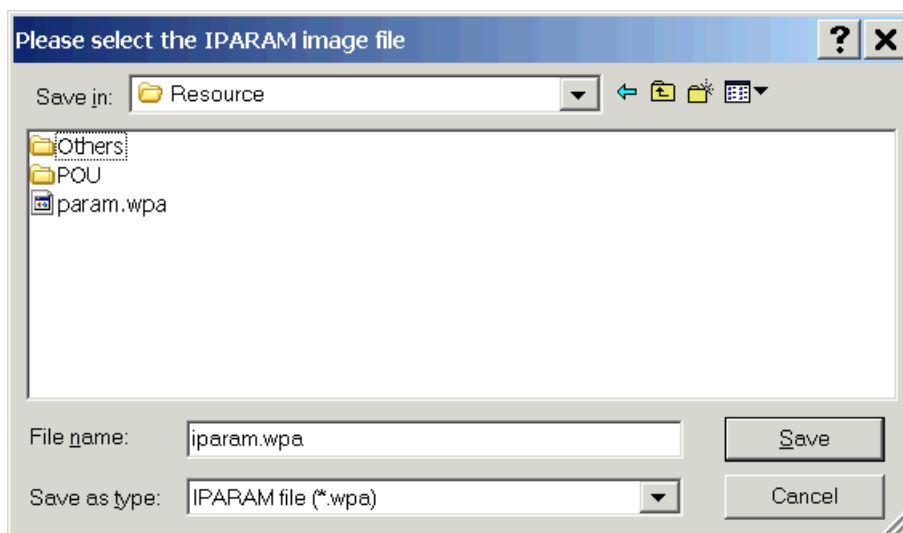 Please select the IPARAM image file
Save in: Resource
Others
POU
param.wpa
File name: iparam.wpa Save
Save as type: IPARAM file (*.wpa) Cancel